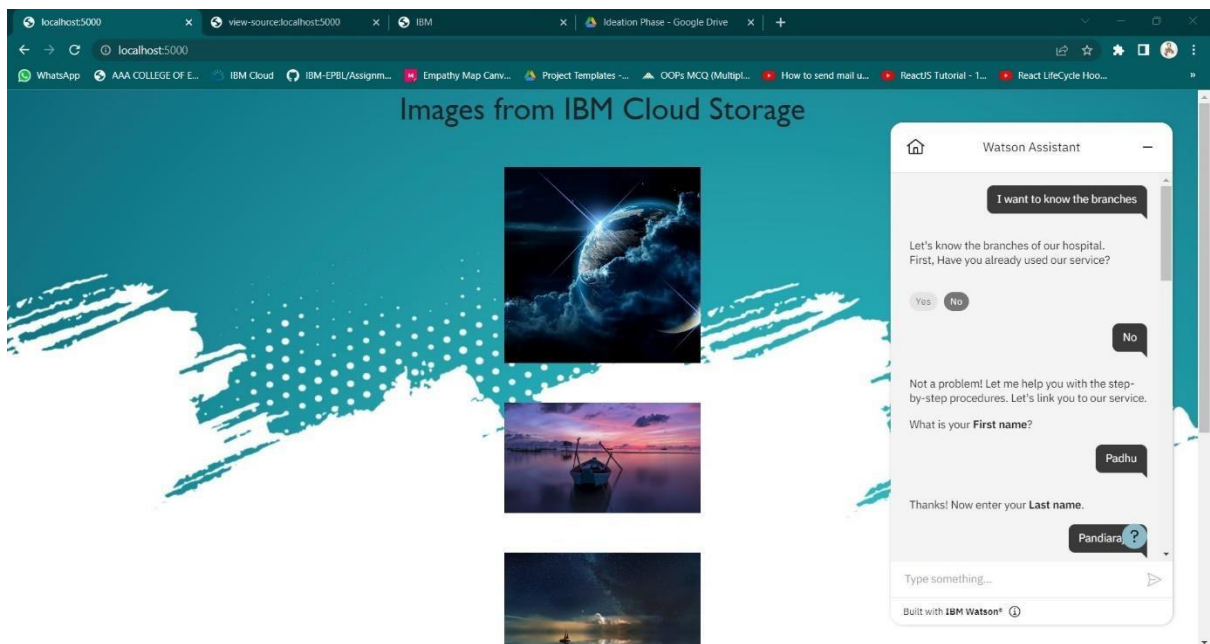 localhost:5000
view-source:localhost:5000
IBM
Ideation Phase - Google Drive
localhost:5000
WhatsApp
AAA COLLEGE OF E...
IBM Cloud
IBM-EPBL/Assignm...
Empathy Map Canv...
Project Templates -...
OOPs MCQ (Multipl...
How to send mail u...
ReactJS Tutorial - 1...
React LifeCycle Hoo...
»
Images from IBM Cloud Storage
Watson Assistant
I want to know the branches
Let's know the branches of our hospital.
First, Have you already used our service?
Yes No
No
Not a problem! Let me help you with the step-
by-step procedures. Let's link you to our service.
What is your First name?
Padhu
Thanks! Now enter your Last name.
?
Type something...
Built with IBM Watson®